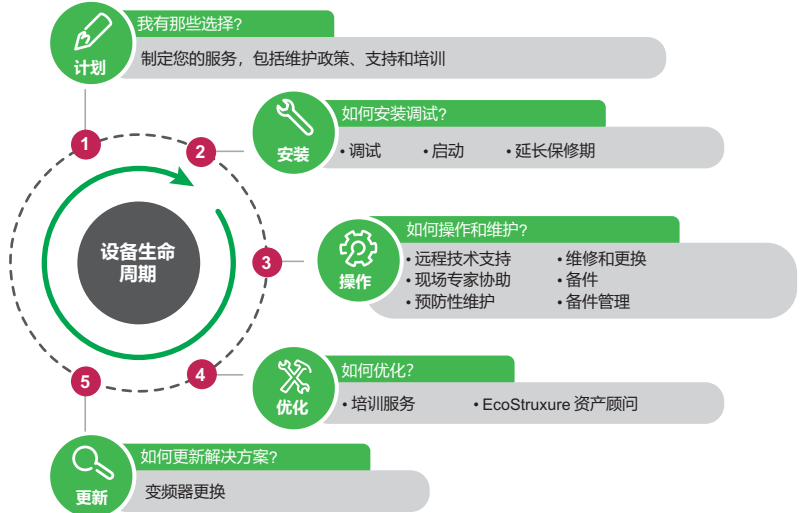 我有那些选择?
计划
制定您的服务，包括维护政策、支持和培训
1
2
如何安装调试?
安装
• 调试 • 启动 • 延长保修期
设备生命
周期
3
如何操作和维护?
操作
• 远程技术支持 • 维修和更换
• 现场专家协助 • 备件
• 预防性维护 • 备件管理
4
如何优化?
优化
• 培训服务 • EcoStruxure 资产顾问
5
如何更新解决方案?
更新
变频器更换